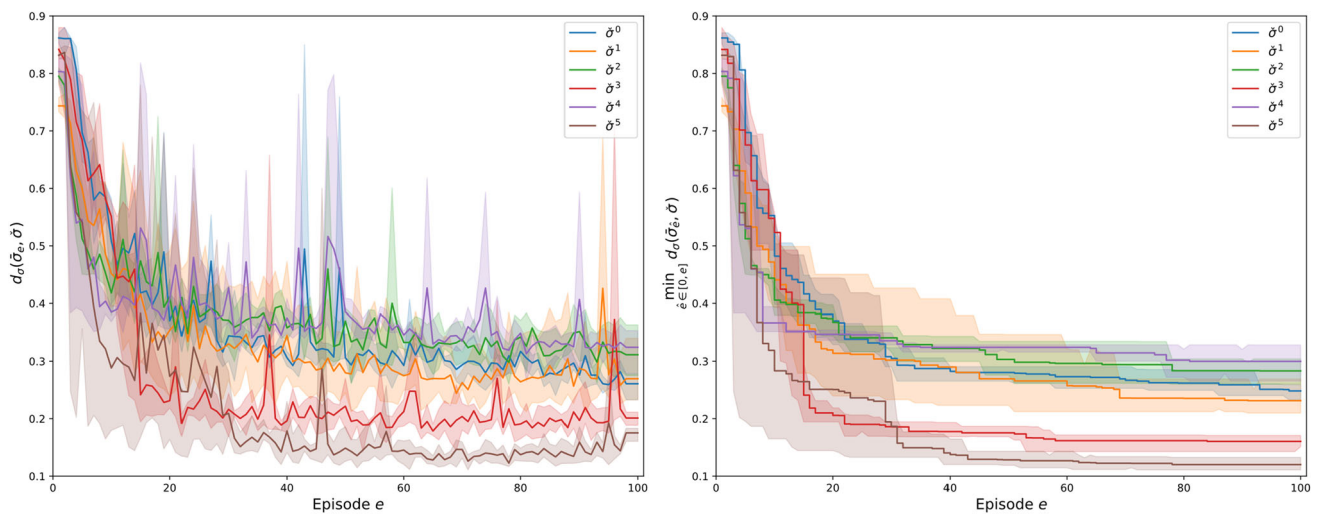 0.9
0.8
0.7
0.6
0.5
0.4
0.3
0.2
0.1
0
20
40
60
80
100
Episode e
d_σ(σ̄_e, σ̌)
σ̌⁰
σ̌¹
σ̌²
σ̌³
σ̌⁴
σ̌⁵
0.9
0.8
0.7
0.6
0.5
0.4
0.3
0.2
0.1
0
20
40
60
80
100
Episode e
min d_σ(σ̄_ê, σ̌)
ê∈[0, e]
σ̌⁰
σ̌¹
σ̌²
σ̌³
σ̌⁴
σ̌⁵